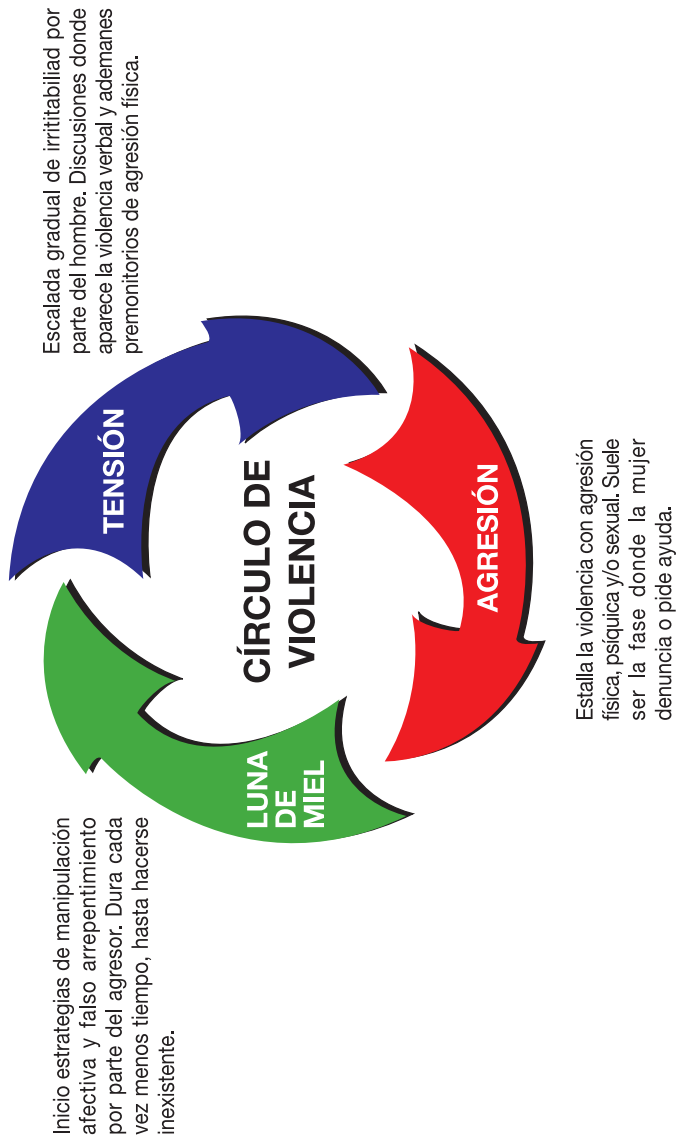 Inicio estrategias de manipulación
afectiva y falso arrepentimiento
por parte del agresor. Dura cada
vez menos tiempo, hasta hacerse
inexistente.
Escalada gradual de irrititabiliad por
parte del hombre. Discusiones donde
aparece la violencia verbal y ademanes
premonitorios de agresión física.
TENSIÓN
LUNA
DE
MIEL
CÍRCULO DE
VIOLENCIA
AGRESIÓN
Estalla la violencia con agresión
física, psíquica y/o sexual. Suele
ser la fase donde la mujer
denuncia o pide ayuda.